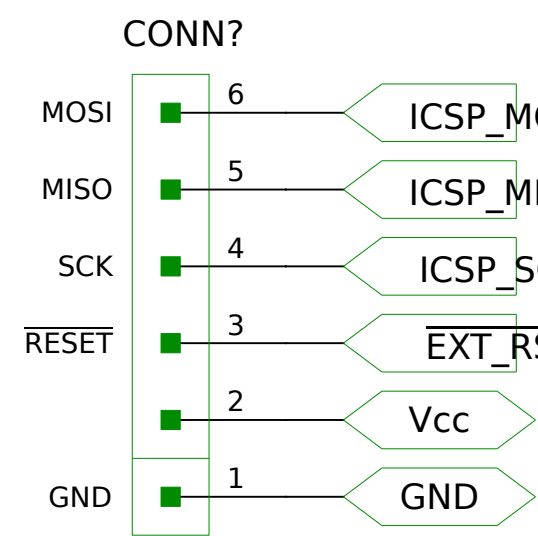 CONN?
MOSI 6 ICSP_MO
MISO 5 ICSP_MI
SCK 4 ICSP_SC
RESET 3 EXT_RS
2 Vcc
GND 1 GND